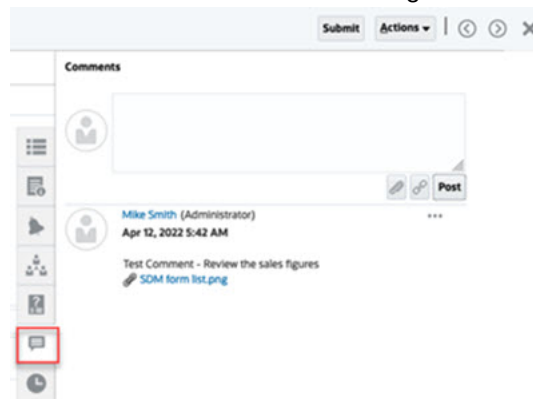 Submit Actions
Comments
Post
Mike Smith (Administrator)
Apr 12, 2022 5:42 AM
Test Comment - Review the sales figures
SDM form list.png